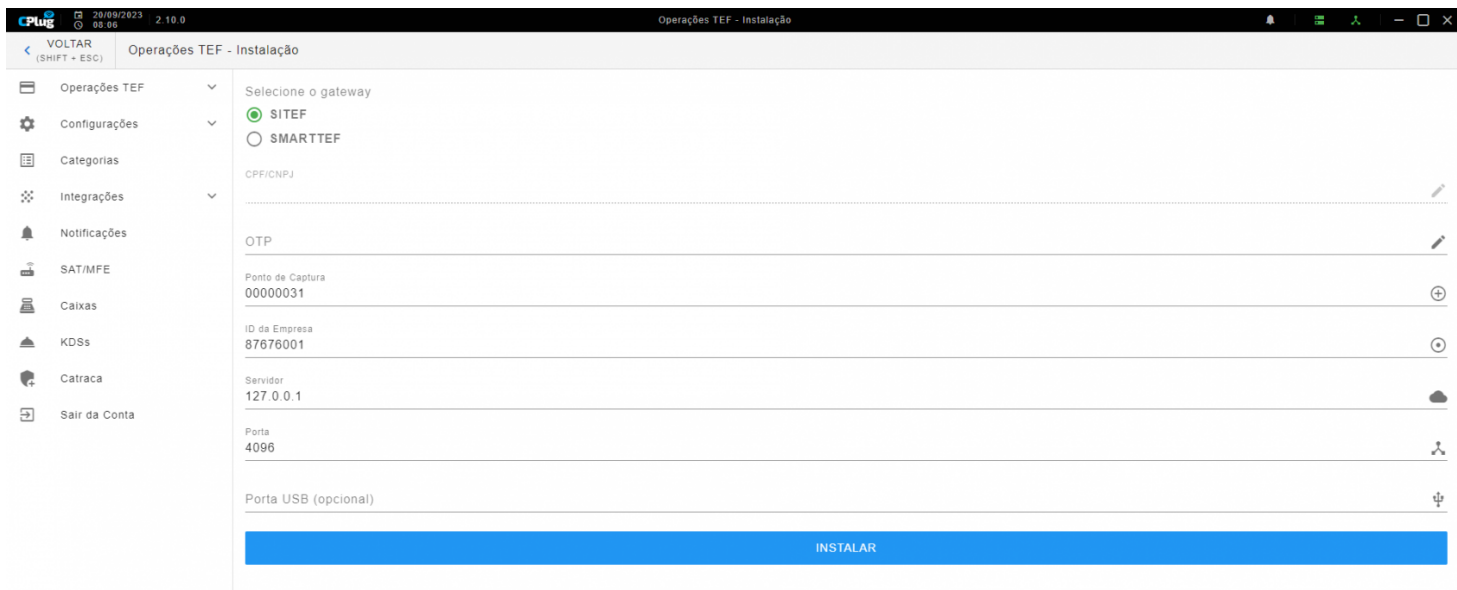 CPlug 20/09/2023 08:06 2.10.0 Operações TEF - Instalação
VOLTAR
(SHIFT + ESC)
Operações TEF - Instalação
Operações TEF
Configurações
Categorias
Integrações
Notificações
SAT/MFE
Caixas
KDSs
Catraca
Sair da Conta
Selecione o gateway
SITEF
SMARTTEF
CPF/CNPJ
OTP
Ponto de Captura
00000031
ID da Empresa
87676001
Servidor
127.0.0.1
Porta
4096
Porta USB (opcional)
INSTALAR